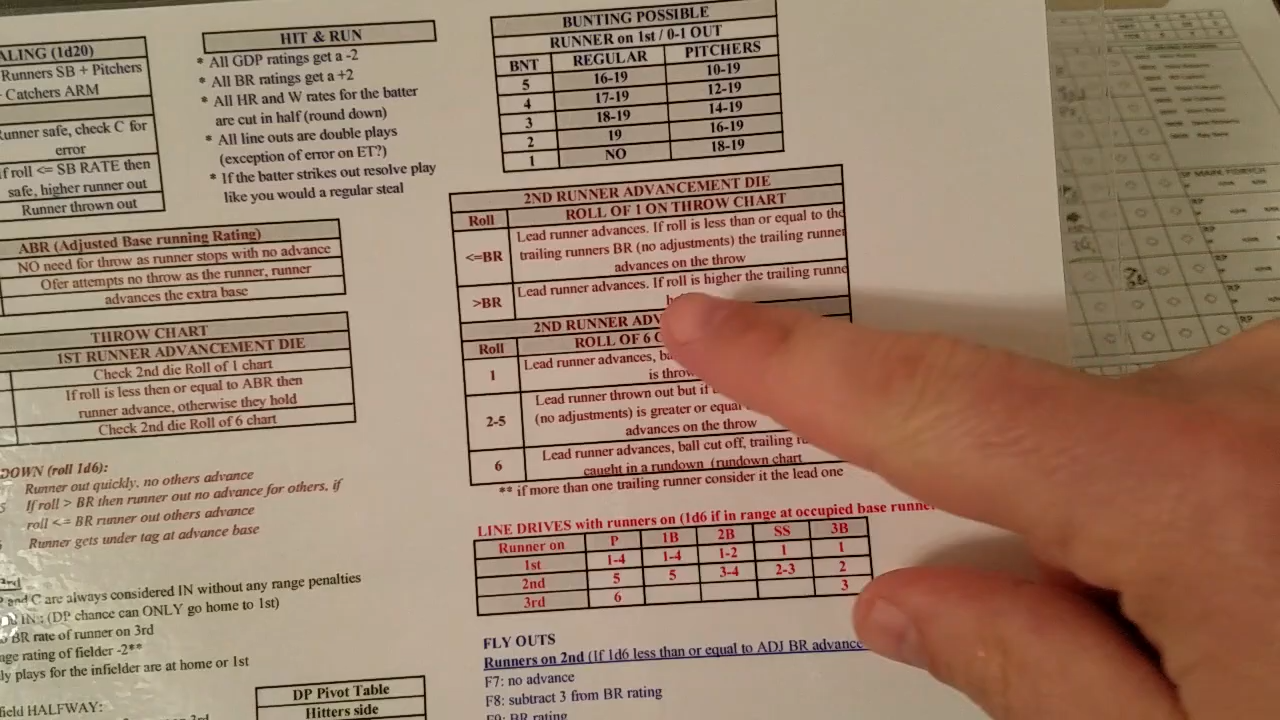 ALING (1d20)
Runners SB + Pitchers
- Catchers ARM
unner safe, check C for
error
f roll <= SB RATE then
safe, higher runner out
Runner thrown out
HIT & RUN
* All GDP ratings get a -2
* All BR ratings get a +2
* All HR and W rates for the batter
are cut in half (round down)
* All line outs are double plays
(exception of error on ET?)
* If the batter strikes out resolve play
like you would a regular steal
BUNTING POSSIBLE
RUNNER on 1st / 0-1 OUT
BNT REGULAR PITCHERS
5 16-19 10-19
4 17-19 12-19
3 18-19 14-19
2 19 16-19
1 NO 18-19
ABR (Adjusted Base running Rating)
NO need for throw as runner stops with no advance
Ofer attempts no throw as the runner, runner
advances the extra base
THROW CHART
1ST RUNNER ADVANCEMENT DIE
Check 2nd die Roll of 1 chart
If roll is less then or equal to ABR then
runner advance, otherwise they hold
Check 2nd die Roll of 6 chart
2ND RUNNER ADVANCEMENT DIE
Roll ROLL OF 1 ON THROW CHART
<=BR Lead runner advances. If roll is less than or equal to the
trailing runners BR (no adjustments) the trailing runner
advances on the throw
>BR Lead runner advances. If roll is higher the trailing runne
2ND RUNNER ADV
Roll ROLL OF 6
1 Lead runner advances, ba
is throw
2-5 Lead runner thrown out but if
(no adjustments) is greater or equal
advances on the throw
6 Lead runner advances, ball cut off, trailing
caught in a rundown (rundown chart
** if more than one trailing runner consider it the lead one
DOWN (roll 1d6):
Runner out quickly. no others advance
If roll > BR then runner out no advance for others, if
roll <= BR runner out others advance
Runner gets under tag at advance base
LINE DRIVES with runners on (1d6 if in range at occupied base runne
Runner on P 1B 2B SS 3B
1st 1-4 1-4 1-2 1 1
2nd 5 5 3-4 2-3 2
3rd 6 3
3rd
P and C are always considered IN without any range penalties
IN : (DP chance can ONLY go home to 1st)
BR rate of runner on 3rd
ge rating of fielder -2**
ly plays for the infielder are at home or 1st
field HALFWAY:
DP Pivot Table
Hitters side
FLY OUTS
Runners on 2nd (If 1d6 less than or equal to ADJ BR advance
F7: no advance
F8: subtract 3 from BR rating
F9: BR rating